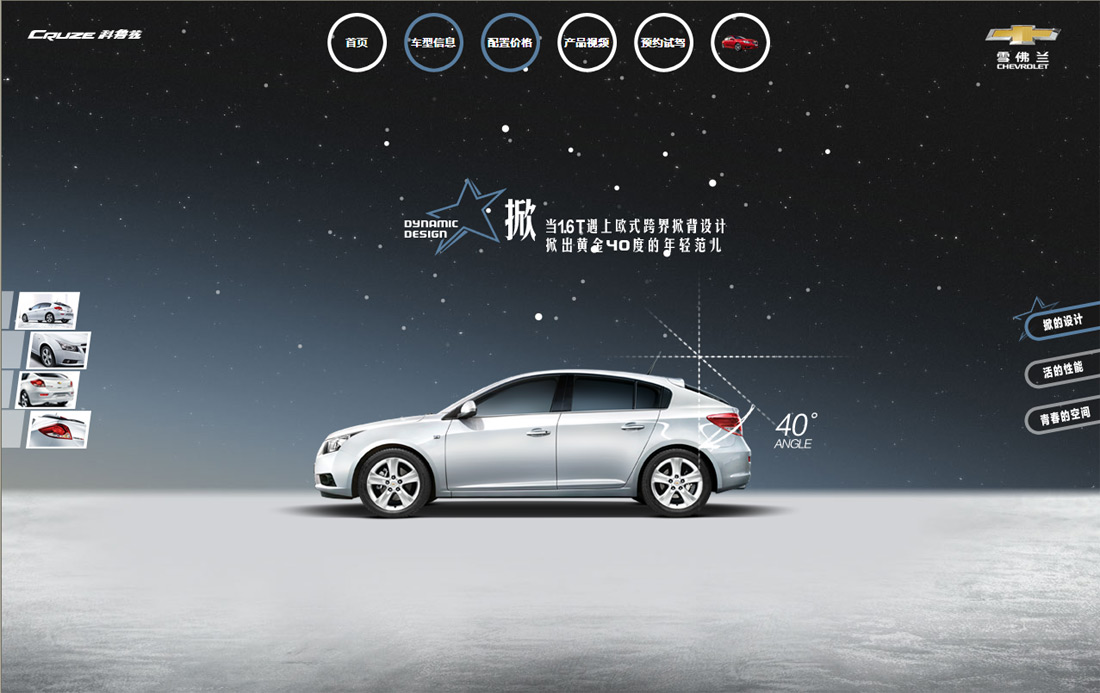 CRUZE 科鲁兹
首页
车型信息
配置价格
产品视频
预约试驾
雪佛兰
CHEVROLET
DYNAMIC
DESIGN
掀
当1.6T遇上欧式跨界掀背设计
掀出黄金40度的年轻范儿
掀的设计
活的性能
青春的空间
40°
ANGLE